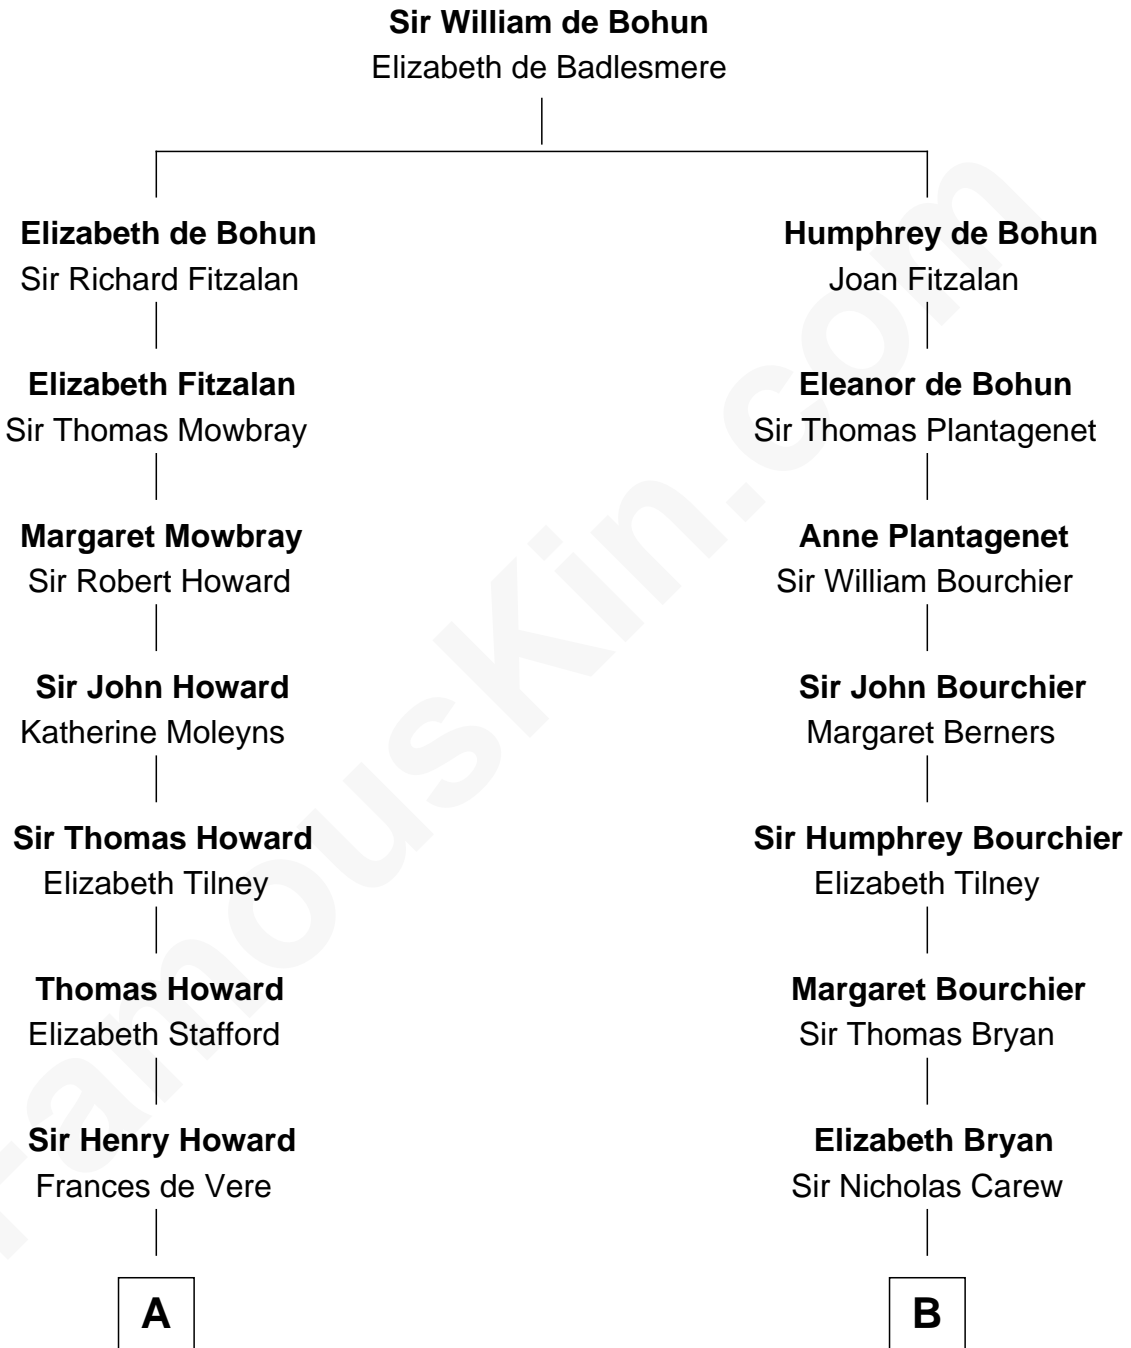 Sir William de Bohun
Elizabeth de Badlesmere
Elizabeth de Bohun
Sir Richard Fitzalan
Humphrey de Bohun
Joan Fitzalan
Elizabeth Fitzalan
Sir Thomas Mowbray
Eleanor de Bohun
Sir Thomas Plantagenet
Margaret Mowbray
Sir Robert Howard
Anne Plantagenet
Sir William Bourchier
Sir John Howard
Katherine Moleyns
Sir John Bourchier
Margaret Berners
Sir Thomas Howard
Elizabeth Tilney
Sir Humphrey Bourchier
Elizabeth Tilney
Thomas Howard
Elizabeth Stafford
Margaret Bourchier
Sir Thomas Bryan
Sir Henry Howard
Frances de Vere
Elizabeth Bryan
Sir Nicholas Carew
A
B
FamousKin.com